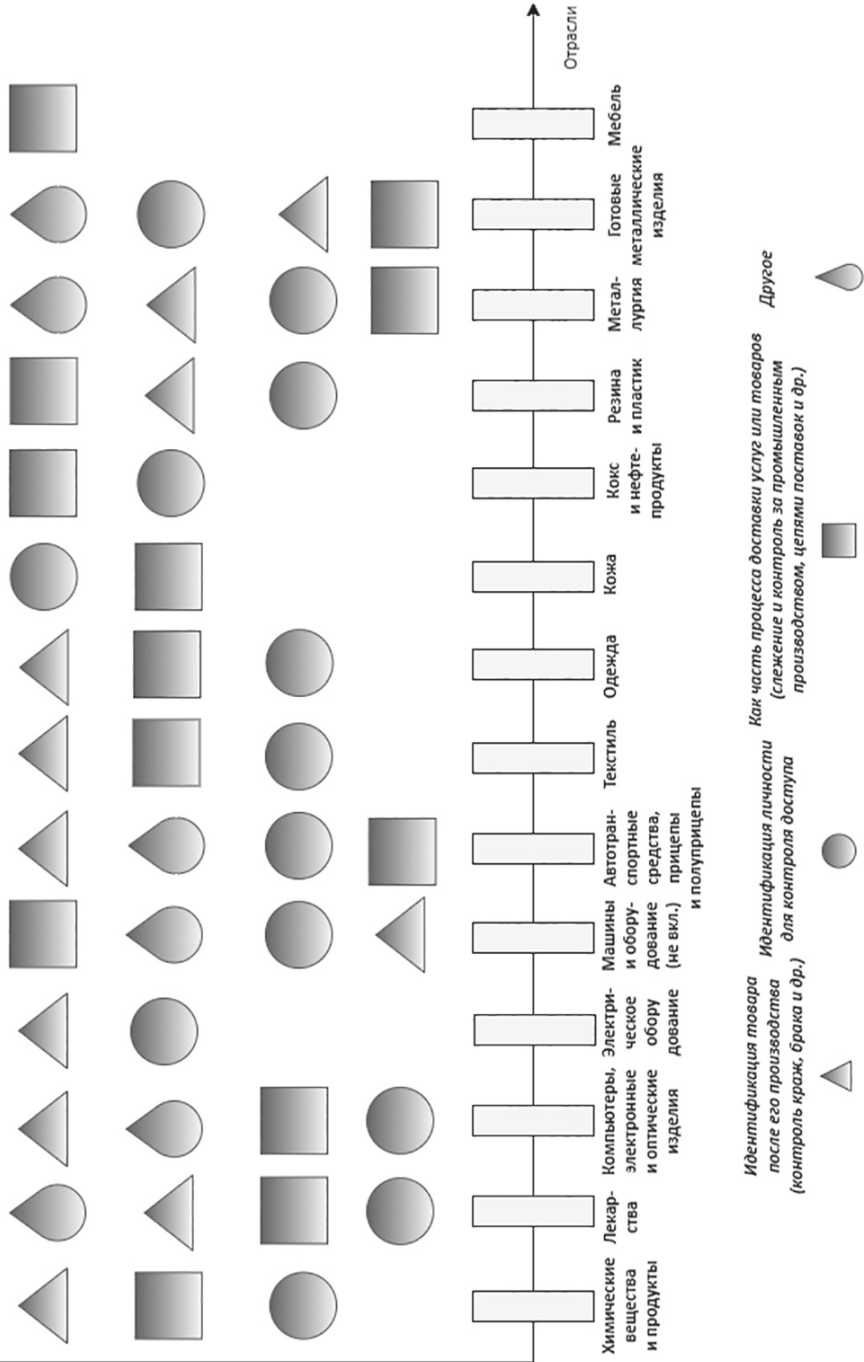 Химические
вещества
и продукты
Лекар-
ства
Компьютеры,
электронные
и оптические
изделия
Электри-
ческое
обору
дование
Машины
и обору-
дование
(не вкл.)
Автотран-
спортные
средства,
прицепы
и полуприцепы
Текстиль
Одежда
Кожа
Кокс
и нефте-
продукты
Резина
и пластик
Метал-
лургия
Готовые
металлические
изделия
Мебель
Отрасли
Идентификация товара
после его производства
(контроль краж, брака и др.)
Идентификация личности
для контроля доступа
Как часть процесса доставки услуг или товаров
(слежение и контроль за промышленным
производством, цепями поставок и др.)
Другое